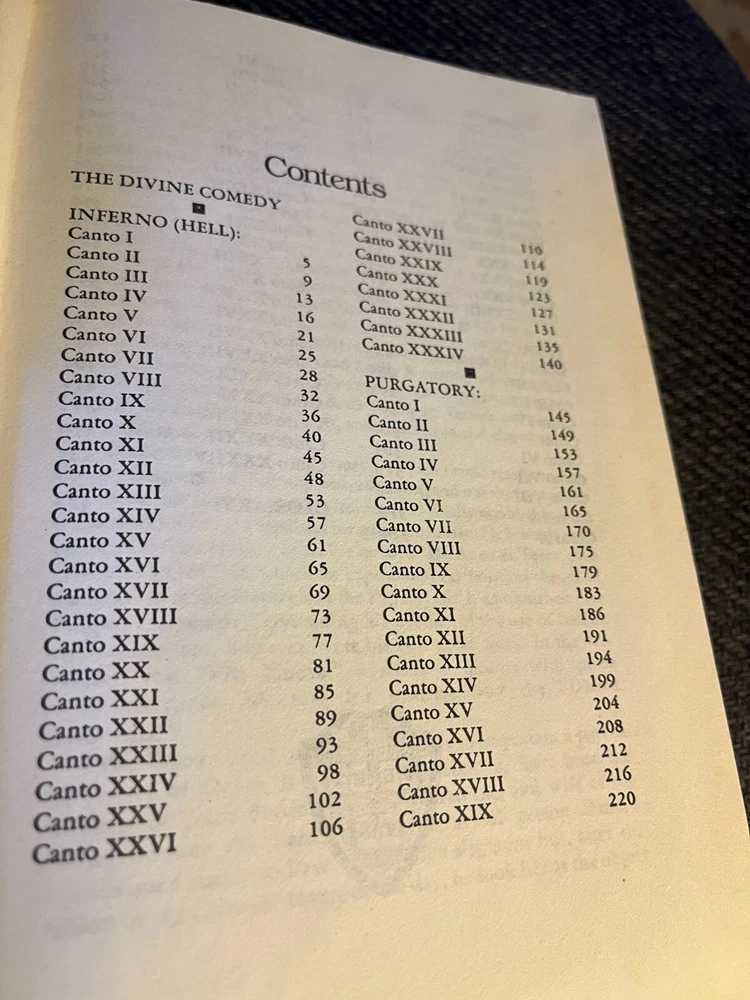 Contents
THE DIVINE COMEDY
INFERNO (HELL):
Canto I 5
Canto II 9
Canto III 13
Canto IV 16
Canto V 21
Canto VI 25
Canto VII 28
Canto VIII 32
Canto IX 36
Canto X 40
Canto XI 45
Canto XII 48
Canto XIII 53
Canto XIV 57
Canto XV 61
Canto XVI 65
Canto XVII 69
Canto XVIII 73
Canto XIX 77
Canto XX 81
Canto XXI 85
Canto XXII 89
Canto XXIII 93
Canto XXIV 98
Canto XXV 102
Canto XXVI 106
Canto XXVII 110
Canto XXVIII 114
Canto XXIX 119
Canto XXX 123
Canto XXXI 127
Canto XXXII 131
Canto XXXIII 135
Canto XXXIV 140
PURGATORY:
Canto I 145
Canto II 149
Canto III 153
Canto IV 157
Canto V 161
Canto VI 165
Canto VII 170
Canto VIII 175
Canto IX 179
Canto X 183
Canto XI 186
Canto XII 191
Canto XIII 194
Canto XIV 199
Canto XV 204
Canto XVI 208
Canto XVII 212
Canto XVIII 216
Canto XIX 220